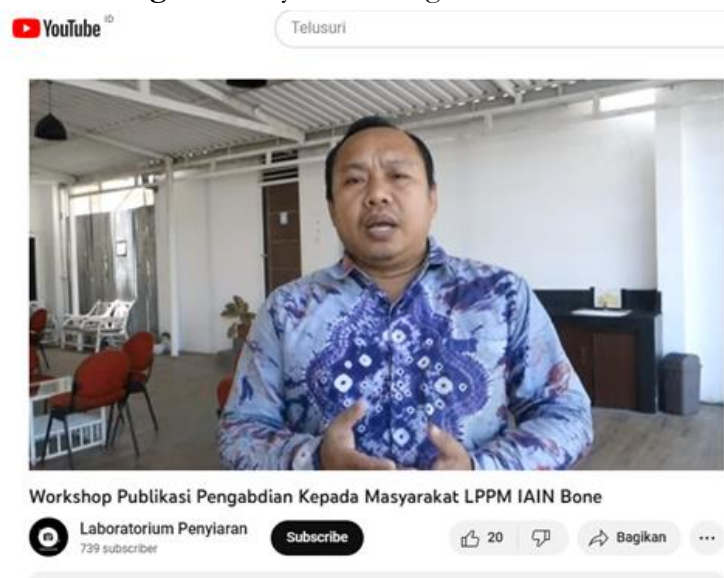 YouTube ID
Telusuri
Workshop Publikasi Pengabdian Kepada Masyarakat LPPM IAIN Bone
Laboratorium Penyiaran
739 subscriber
Subscribe
20
Bagikan